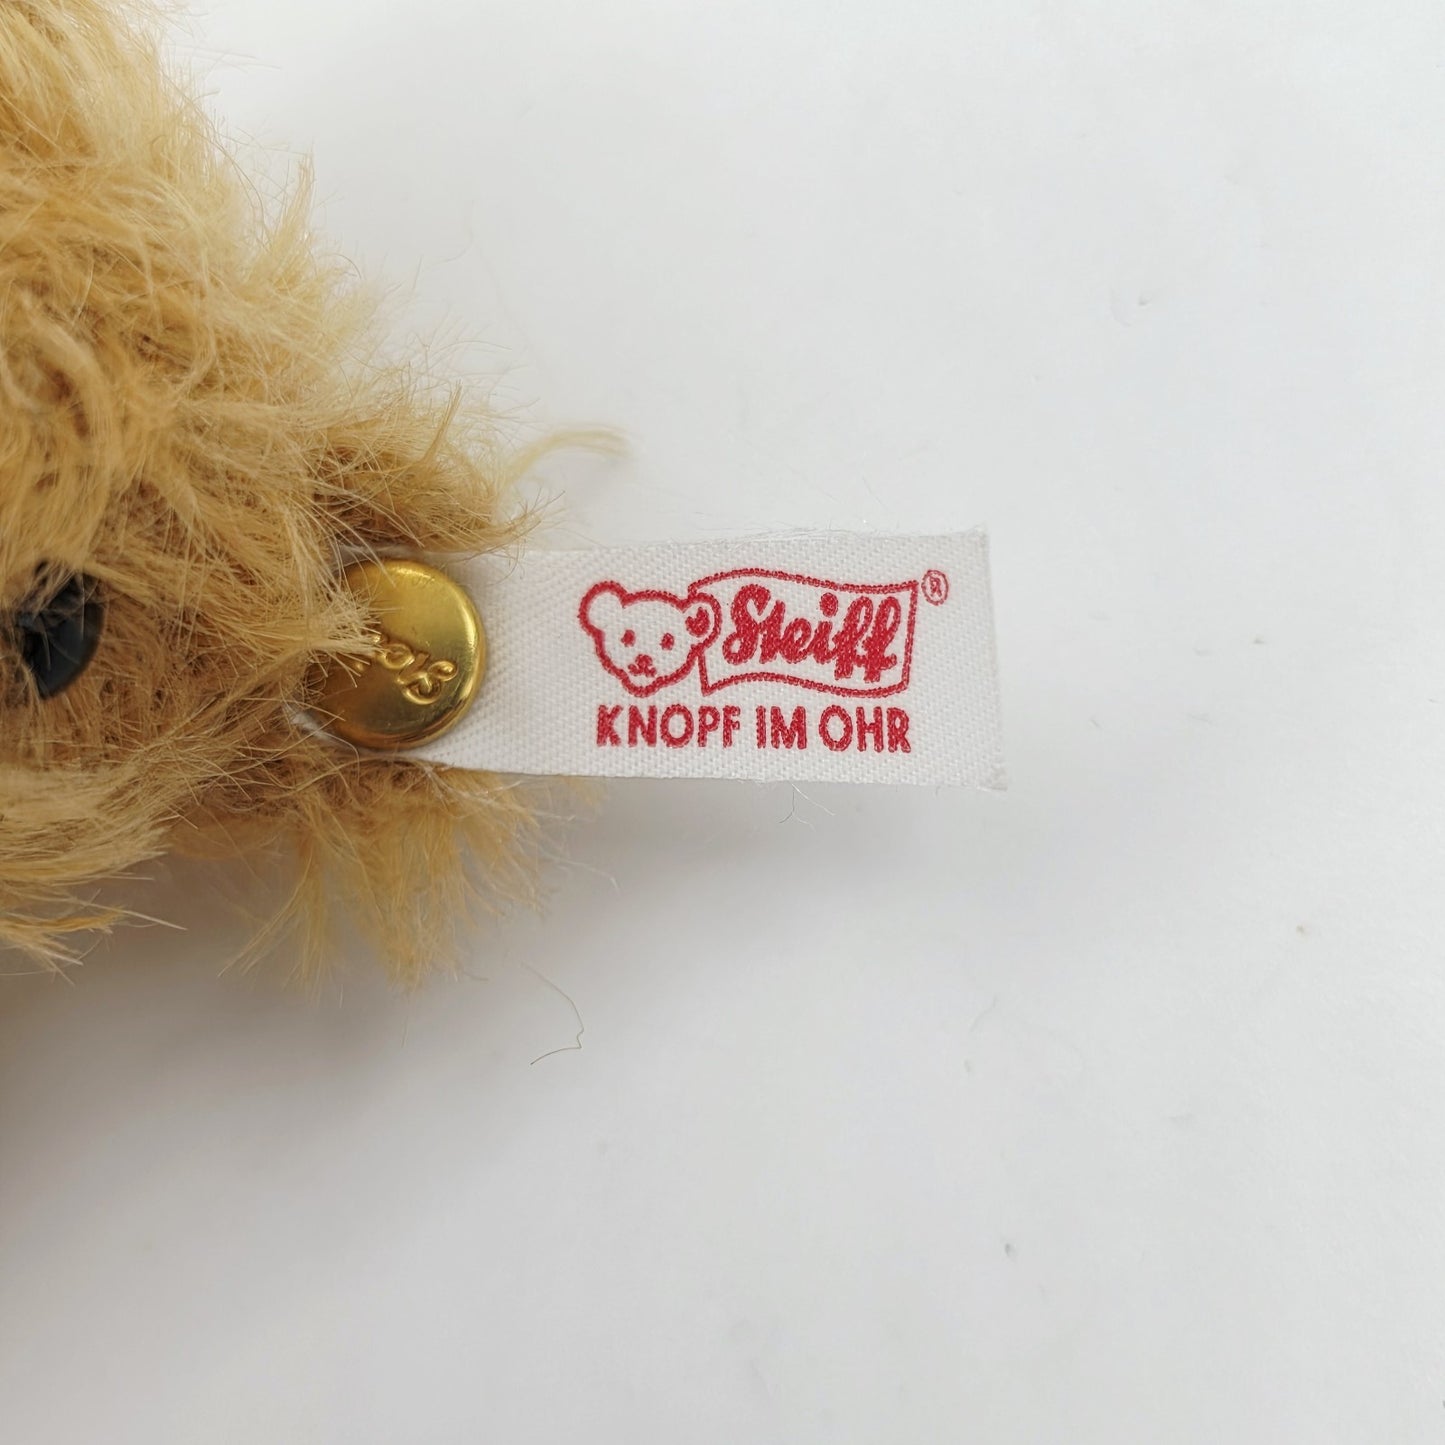 Steiff®
KNOPF IM OHR